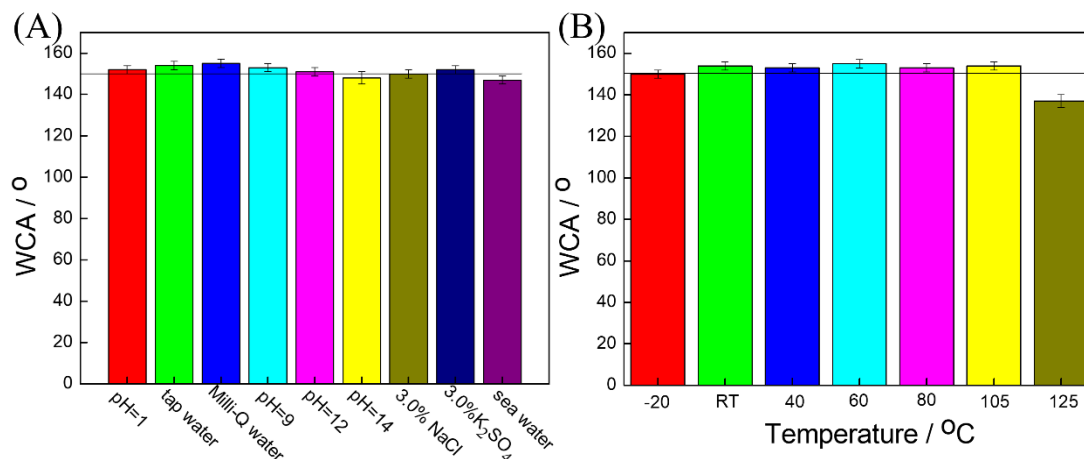 (A)
WCA / °
160
140
120
100
80
60
40
20
0
pH=1
tap water
Milli-Q water
pH=9
pH=12
pH=14
3.0% NaCl
3.0%K₂SO₄
sea water
(B)
WCA / °
160
140
120
100
80
60
40
20
0
-20 RT 40 60 80 105 125
Temperature / °C